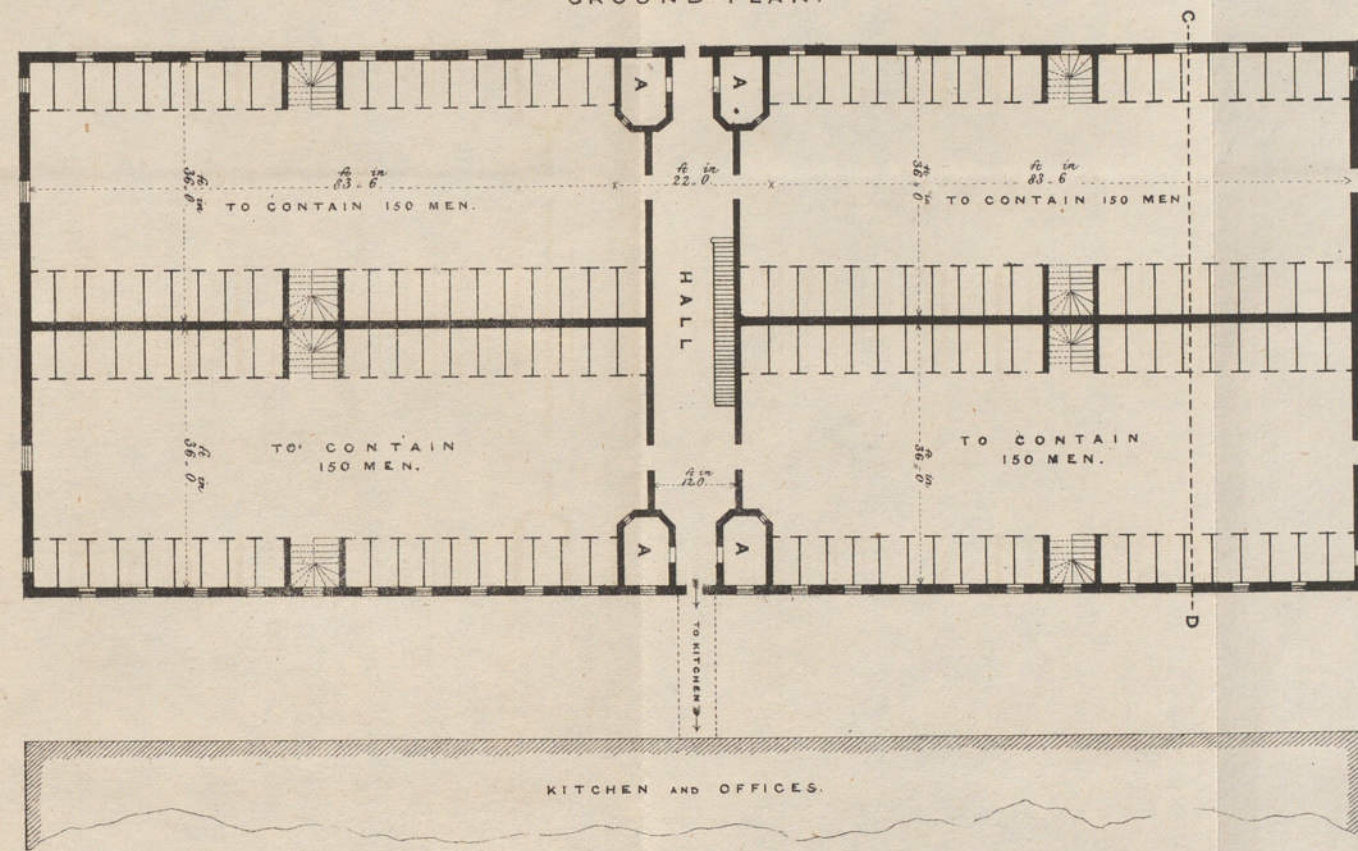 GROUND PLAN.
C
A
A
ft in
36.0
ft in
83.6
ft in
22.0
ft in
36.0
ft in
83.6
TO CONTAIN 150 MEN.
TO CONTAIN 150 MEN
HALL
ft in
36.0
TO CONTAIN
150 MEN.
ft in
12.0
ft in
36.0
TO CONTAIN
150 MEN.
A
A
D
TO KITCHEN
KITCHEN AND OFFICES.